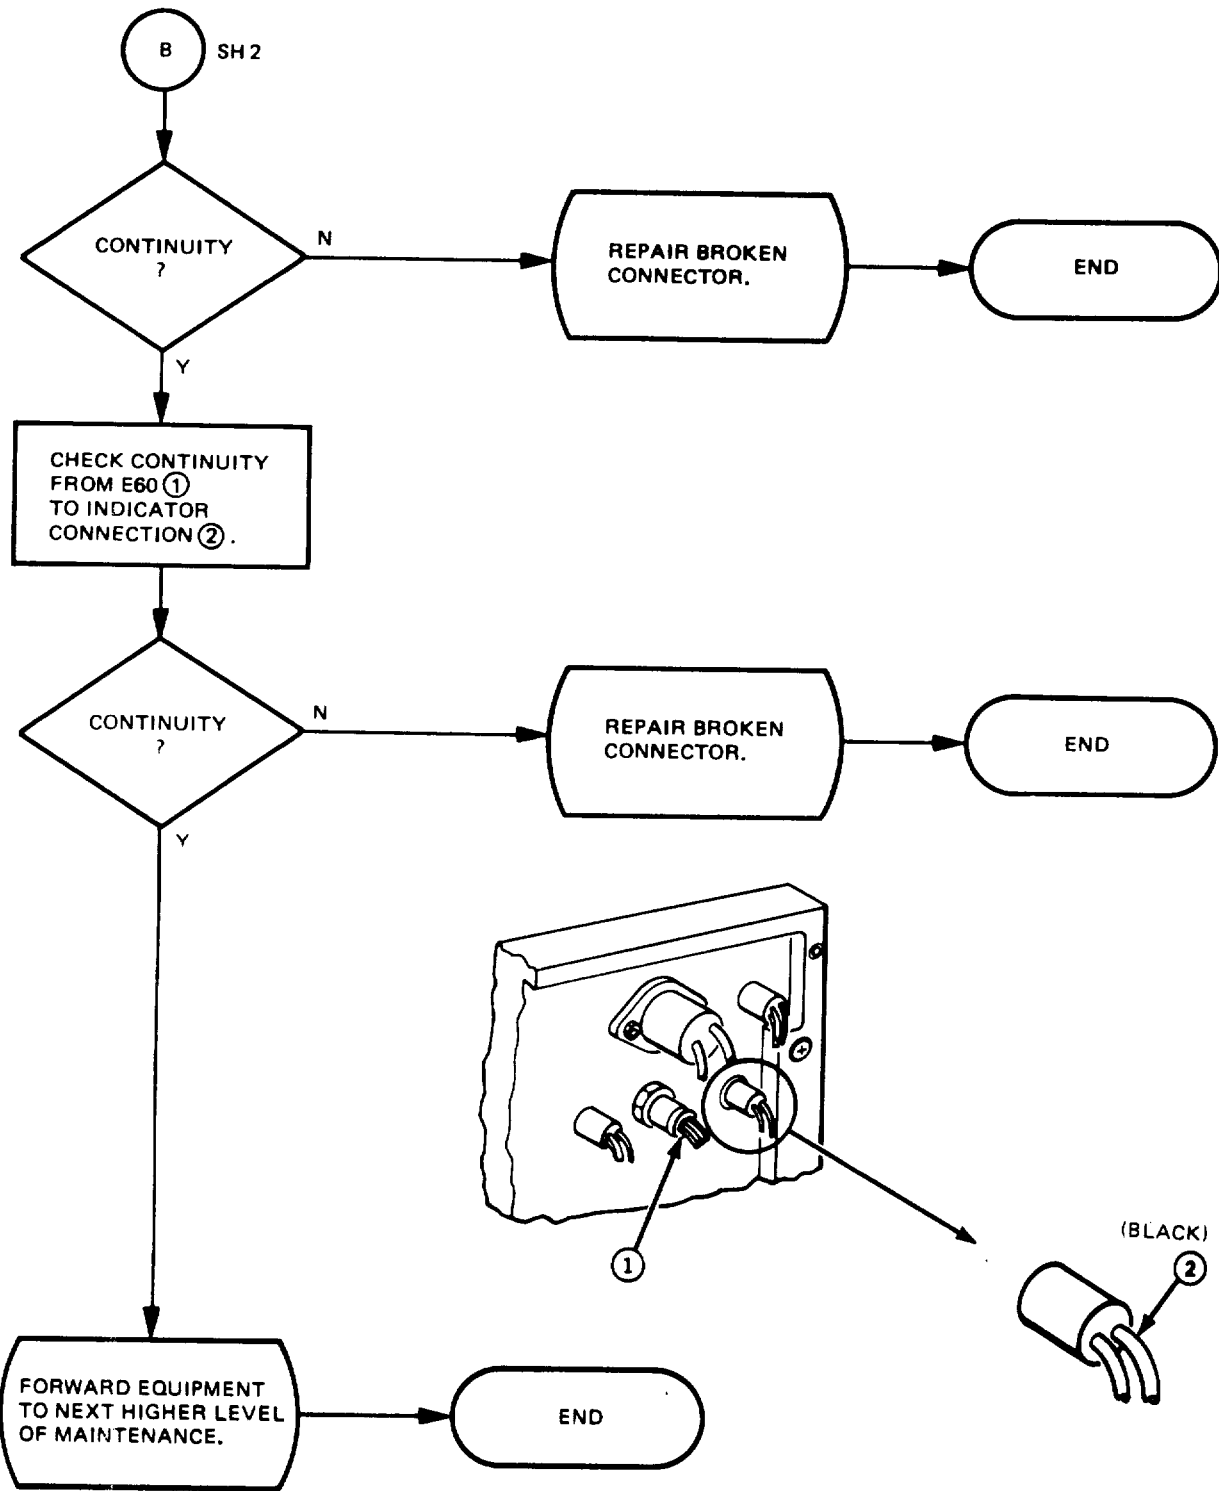 B SH 2
CONTINUITY
?
N
REPAIR BROKEN
CONNECTOR.
END
Y
CHECK CONTINUITY
FROM E60 ①
TO INDICATOR
CONNECTION ②.
CONTINUITY
?
N
REPAIR BROKEN
CONNECTOR.
END
Y
1
(BLACK)
2
FORWARD EQUIPMENT
TO NEXT HIGHER LEVEL
OF MAINTENANCE.
END